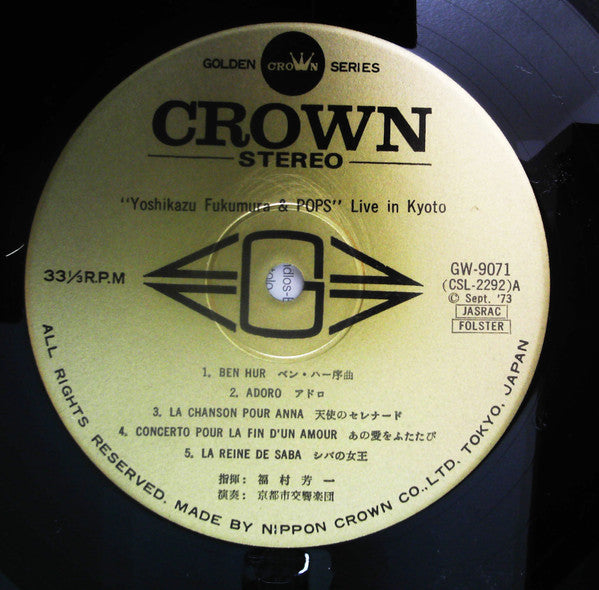 GOLDEN CROWN SERIES
CROWN
STEREO
"Yoshikazu Fukumura & POPS" Live in Kyoto
33⅓R.P.M
G
GW-9071
(CSL-2292)A
© Sept. '73
JASRAC
FOLSTER
1. BEN HUR ベン・ハー序曲
2. ADORO アドロ
3. LA CHANSON POUR ANNA 天使のセレナード
4. CONCERTO POUR LA FIN D'UN AMOUR あの愛をふたたび
5. LA REINE DE SABA シバの女王
指揮: 福村芳一
演奏: 京都市交響楽団
ALL RIGHTS RESERVED. MADE BY NIPPON CROWN CO., LTD. TOKYO, JAPAN